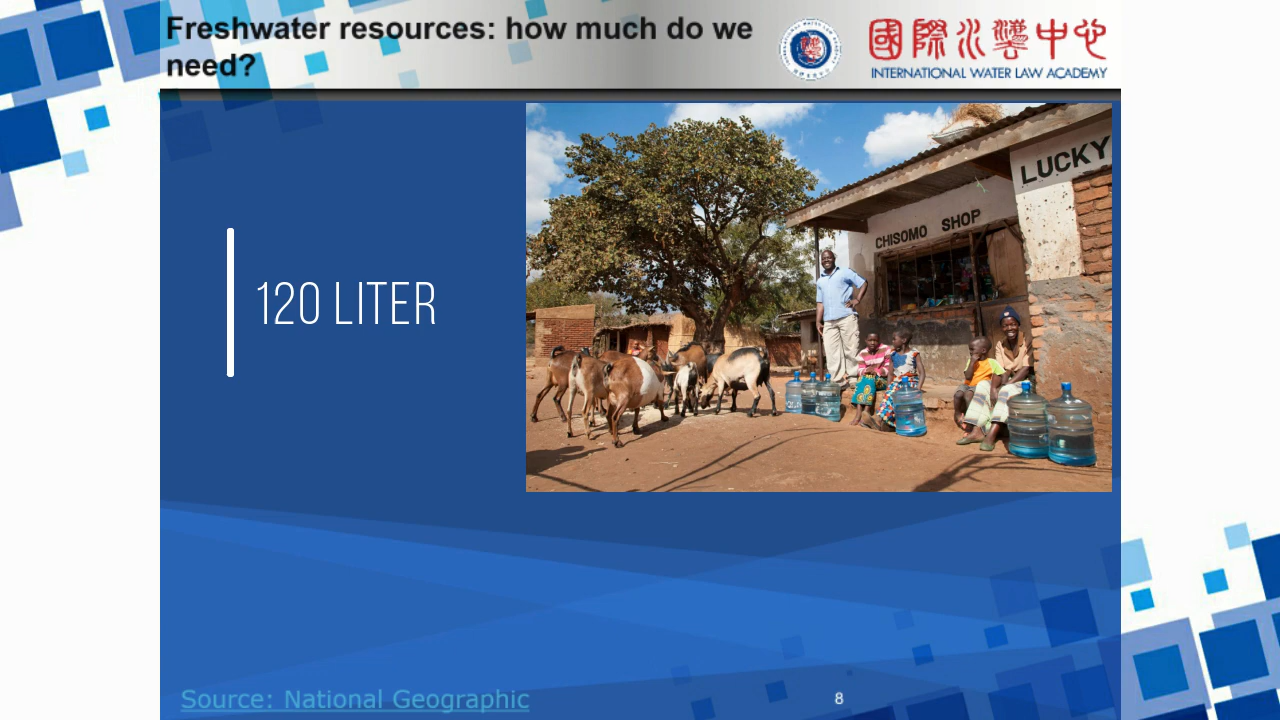 Freshwater resources: how much do we
need?
國際水灋中心
INTERNATIONAL WATER LAW ACADEMY
120 LITER
LUCKY
CHISOMO SHOP
Source: National Geographic
8